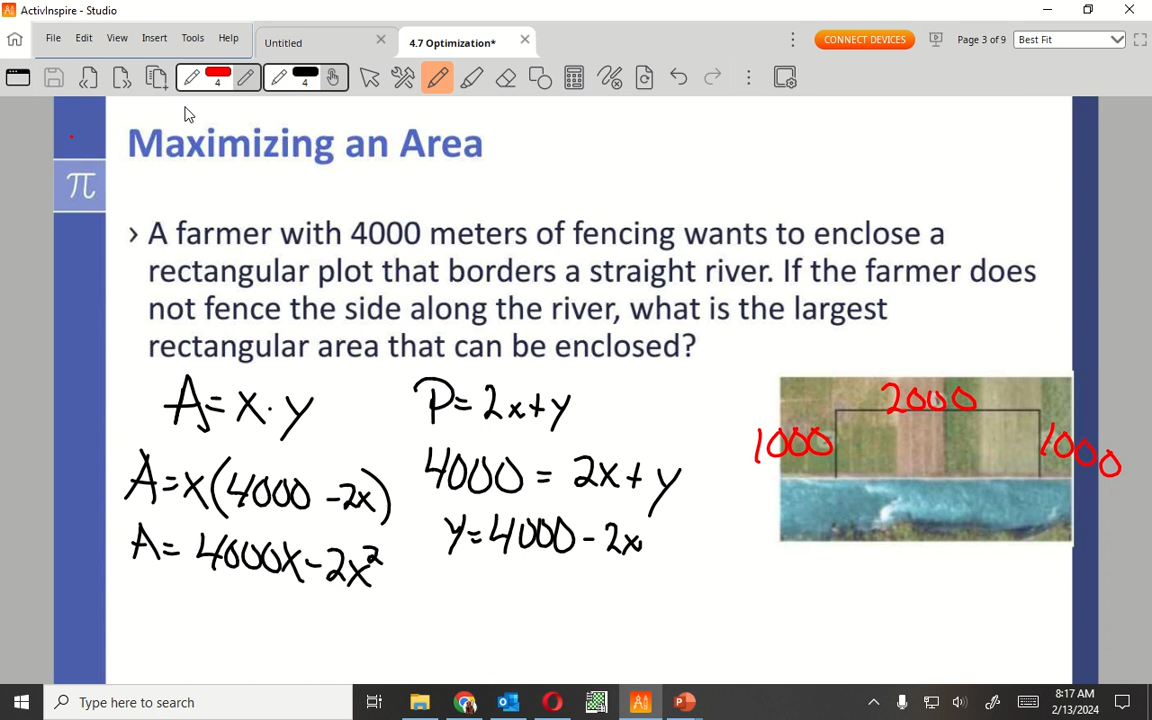 ActivInspire - Studio
File Edit View Insert Tools Help
Untitled
4.7 Optimization*
CONNECT DEVICES
Page 3 of 9
Best Fit
4
4
Maximizing an Area
π
› A farmer with 4000 meters of fencing wants to enclose a
rectangular plot that borders a straight river. If the farmer does
not fence the side along the river, what is the largest
rectangular area that can be enclosed?
A= x·y
P= 2x+y
2000
1000
1000
A=x(4000 -2x)
4000 = 2x+y
A= 4000x-2x²
y=4000-2x
Type here to search
8:17 AM
2/13/2024